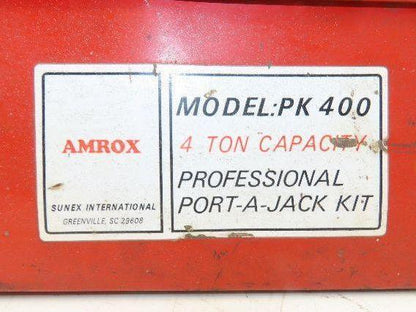 AMROX
SUNEX INTERNATIONAL
GREENVILLE, SC 29608
MODEL:PK 400
4 TON CAPACITY
PROFESSIONAL
PORT-A-JACK KIT